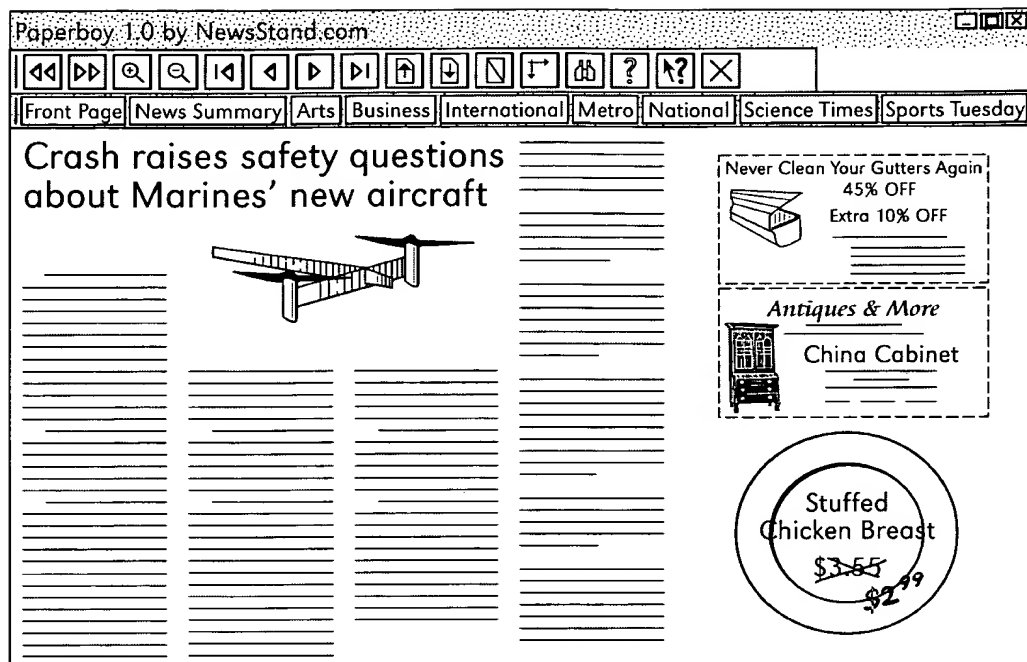 Paperboy 1.0 by NewsStand.com
Front Page News Summary Arts Business International Metro National Science Times Sports Tuesday
Crash raises safety questions
about Marines' new aircraft
Never Clean Your Gutters Again
45% OFF
Extra 10% OFF
Antiques & More
China Cabinet
Stuffed
Chicken Breast
$3.55
$2.99